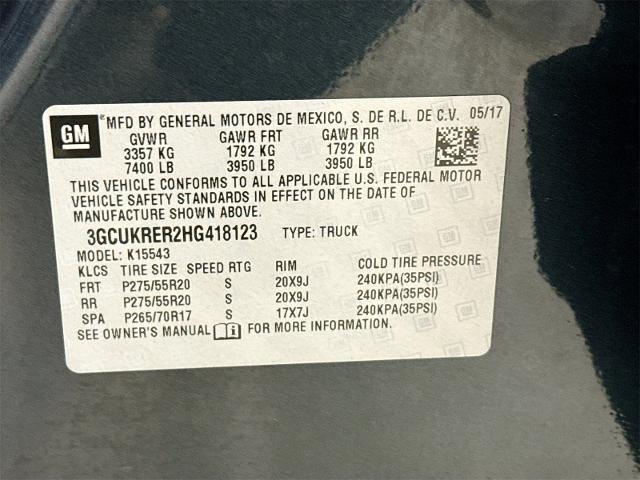 GM
MFD BY GENERAL MOTORS DE MEXICO, S. DE R.L. DE C.V. 05/17
GVWR GAWR FRT GAWR RR
3357 KG 1792 KG 1792 KG
7400 LB 3950 LB 3950 LB
THIS VEHICLE CONFORMS TO ALL APPLICABLE U.S. FEDERAL MOTOR
VEHICLE SAFETY STANDARDS IN EFFECT ON THE DATE OF
MANUFACTURE SHOWN ABOVE.
3GCUKRER2HG418123 TYPE: TRUCK
MODEL: K15543
KLCS TIRE SIZE SPEED RTG RIM COLD TIRE PRESSURE
FRT P275/55R20 S 20X9J 240KPA(35PSI)
RR P275/55R20 S 20X9J 240KPA(35PSI)
SPA P265/70R17 S 17X7J 240KPA(35PSI)
SEE OWNER'S MANUAL FOR MORE INFORMATION.